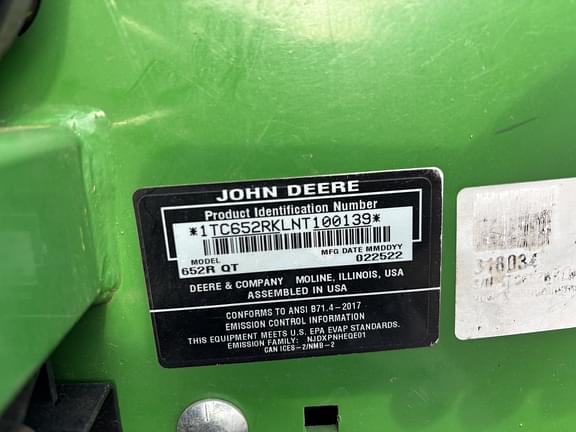 JOHN DEERE
Product Identification Number
*1TC652RKLNT100139*
MODEL MFG DATE MMDDYY
652R QT 022522
DEERE & COMPANY MOLINE, ILLINOIS, USA
ASSEMBLED IN USA
CONFORMS TO ANSI B71.4-2017
EMISSION CONTROL INFORMATION
THIS EQUIPMENT MEETS U.S. EPA EVAP STANDARDS.
EMISSION FAMILY: NJDXPNHEQE01
CAN ICES-2/NMB-2